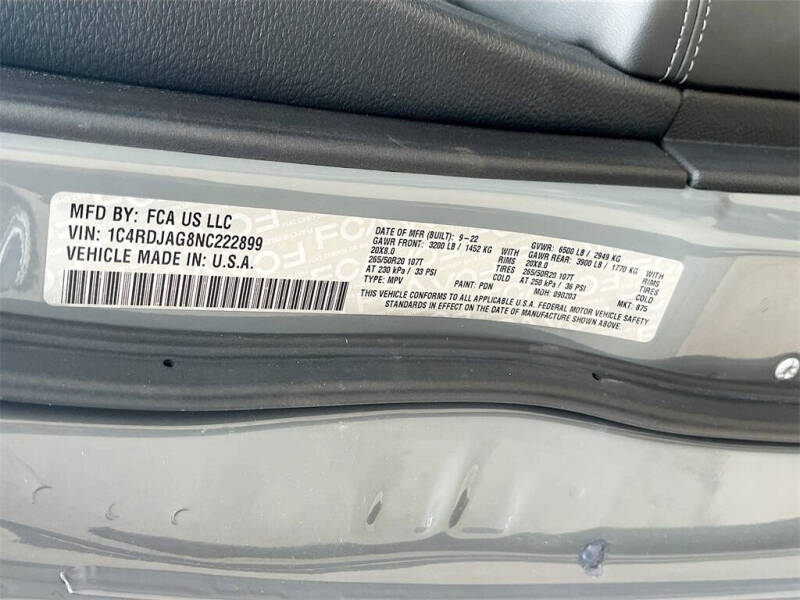 MFD BY: FCA US LLC
VIN: 1C4RDJAG8NC222899
VEHICLE MADE IN: U.S.A.
DATE OF MFR (BUILT): 9-22 GVWR: 6500 LB / 2949 KG
GAWR FRONT: 3200 LB / 1452 KG WITH GAWR REAR: 3900 LB / 1770 KG WITH
20X8.0 RIMS 20X8.0 RIMS
265/50R20 107T TIRES 265/50R20 107T TIRES
AT 230 kPa / 33 PSI COLD AT 250 kPa / 36 PSI COLD
TYPE: MPV PAINT: PDN MDH: 090203 MKT: 875
THIS VEHICLE CONFORMS TO ALL APPLICABLE U.S.A. FEDERAL MOTOR VEHICLE SAFETY
STANDARDS IN EFFECT ON THE DATE OF MANUFACTURE SHOWN ABOVE.